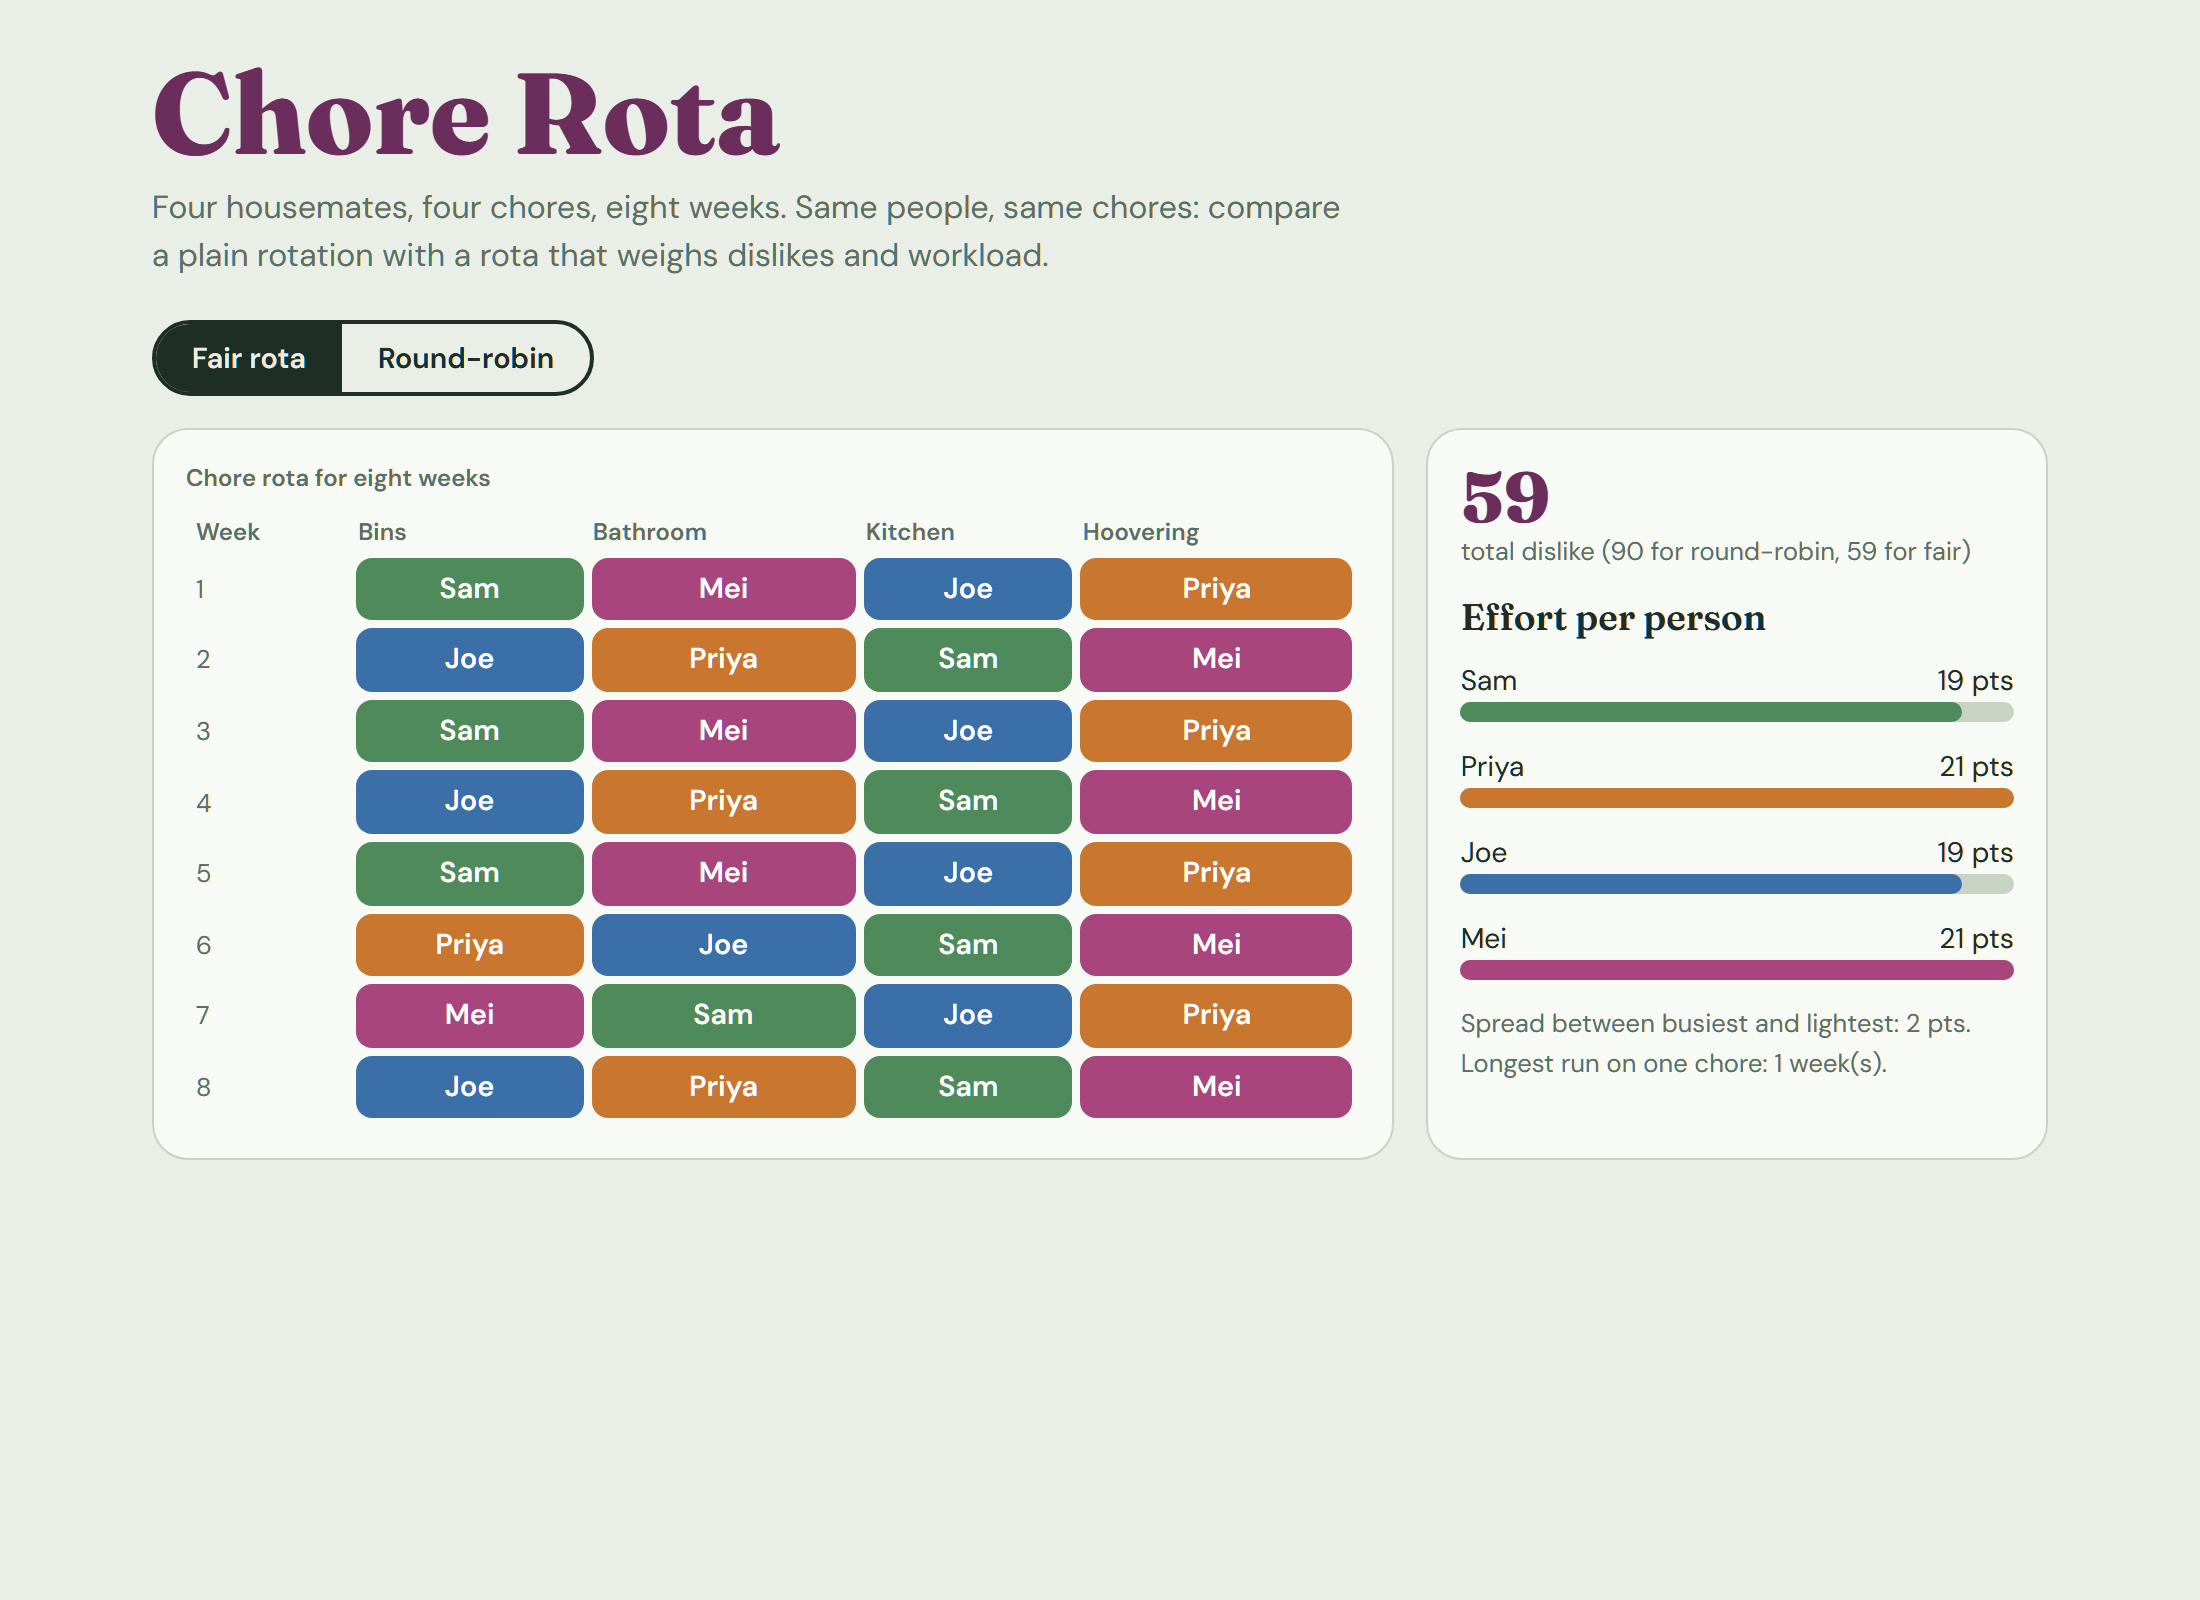 Chore Rota
Four housemates, four chores, eight weeks. Same people, same chores: compare
a plain rotation with a rota that weighs dislikes and workload.
Fair rota Round-robin
Chore rota for eight weeks
Week Bins Bathroom Kitchen Hoovering
1 Sam Mei Joe Priya
2 Joe Priya Sam Mei
3 Sam Mei Joe Priya
4 Joe Priya Sam Mei
5 Sam Mei Joe Priya
6 Priya Joe Sam Mei
7 Mei Sam Joe Priya
8 Joe Priya Sam Mei
59
total dislike (90 for round-robin, 59 for fair)
Effort per person
Sam 19 pts
Priya 21 pts
Joe 19 pts
Mei 21 pts
Spread between busiest and lightest: 2 pts.
Longest run on one chore: 1 week(s).